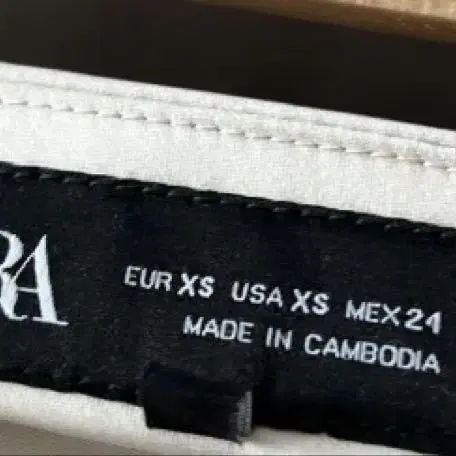 RA
EUR XS USA XS MEX 24
MADE IN CAMBODIA